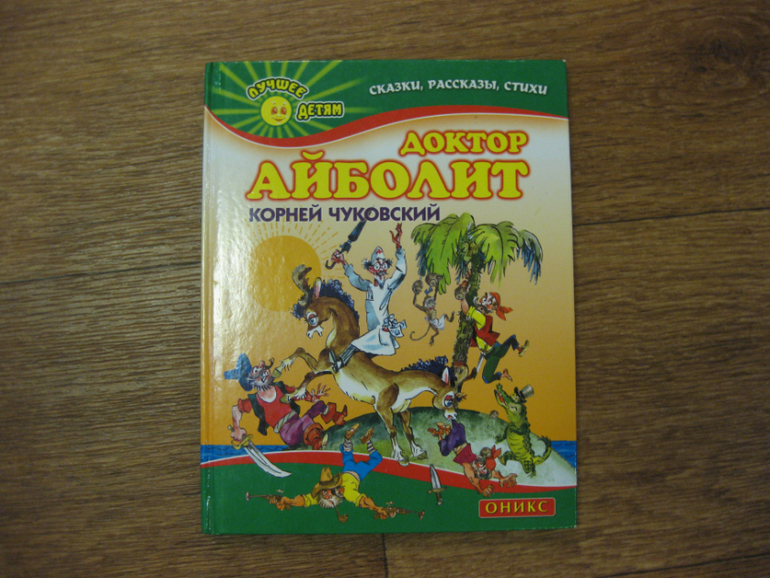 ЛУЧШЕЕ
ДЕТЯМ
СКАЗКИ, РАССКАЗЫ, СТИХИ
ДОКТОР
АЙБОЛИТ
КОРНЕЙ ЧУКОВСКИЙ
ОНИКС